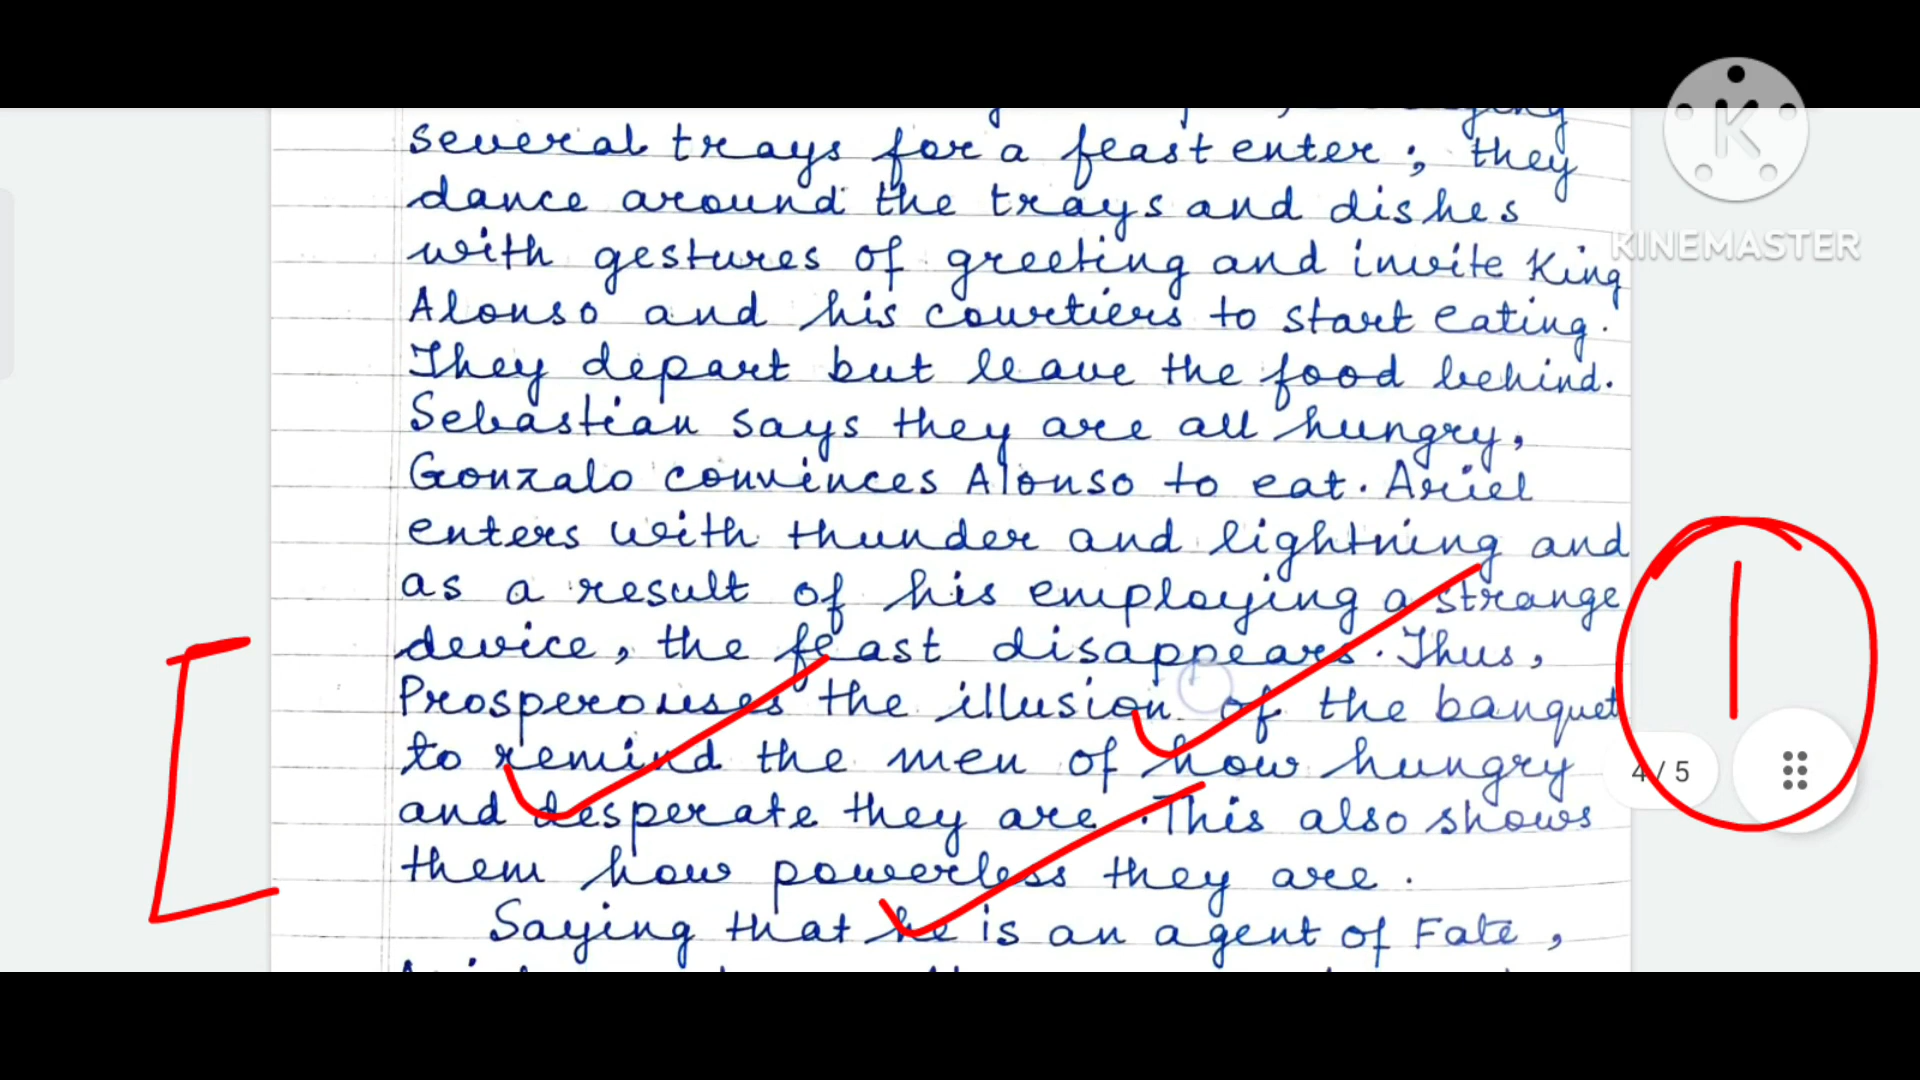 several trays for a feast enter; they
dance around the trays and dishes
with gestures of greeting and invite King
Alonso and his courtiers to start eating.
They depart but leave the food behind.
Sebastian says they are all hungry,
Gonzalo convinces Alonso to eat. Ariel
enters with thunder and lightning and
as a result of his employing a strange
device, the feast disappears. Thus,
Prospero uses the illusion of the banquet
to remind the men of how hungry
and desperate they are. This also shows
them how powerless they are.
Saying that he is an agent of Fate,
K
KINEMASTER
1
4/5